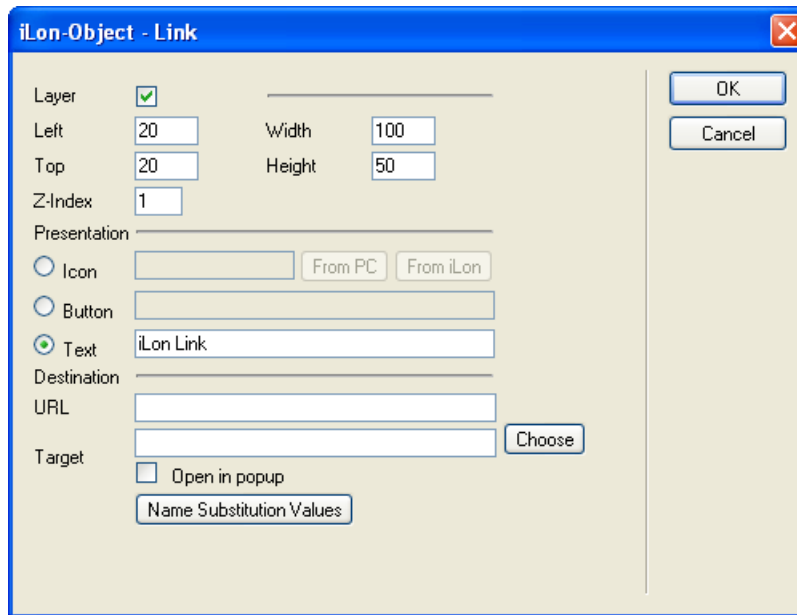 iLon-Object - Link
Layer
OK
Left 20 Width 100
Cancel
Top 20 Height 50
Z-Index 1
Presentation
Icon From PC From iLon
Button
Text iLon Link
Destination
URL
Choose
Target
Open in popup
Name Substitution Values